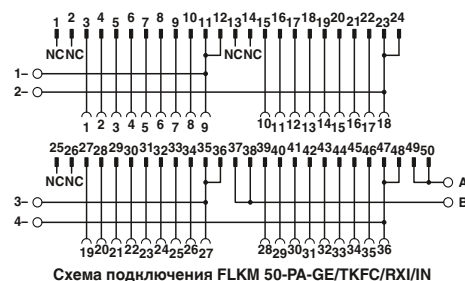 1 2 3 4 5 6 7 8 9 10 11 12 13 14 15 16 17 18 19 20 21 22 23 24
NC NC NC NC
1–
2–
1 2 3 4 5 6 7 8 9 10 11 12 13 14 15 16 17 18
25 26 27 28 29 30 31 32 33 34 35 36 37 38 39 40 41 42 43 44 45 46 47 48 49 50
NC NC
A
3– B
4–
19 20 21 22 23 24 25 26 27 28 29 30 31 32 33 34 35 36
Схема подключения FLKM 50-PA-GE/TKFC/RXI/IN